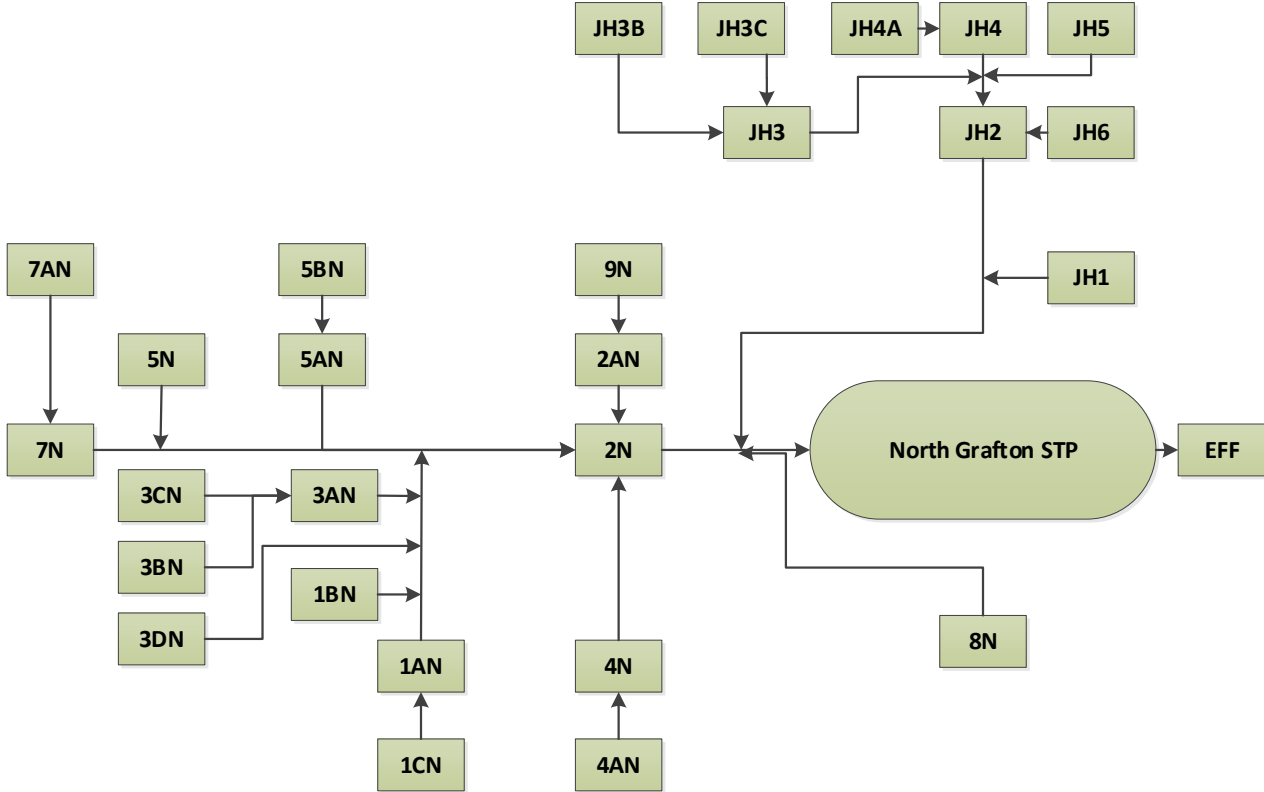 JH3B
JH3C
JH4A
JH4
JH5
JH3
JH2
JH6
7AN
5BN
9N
JH1
5N
5AN
2AN
7N
2N
North Grafton STP
EFF
3CN
3AN
3BN
1BN
3DN
1AN
4N
8N
1CN
4AN